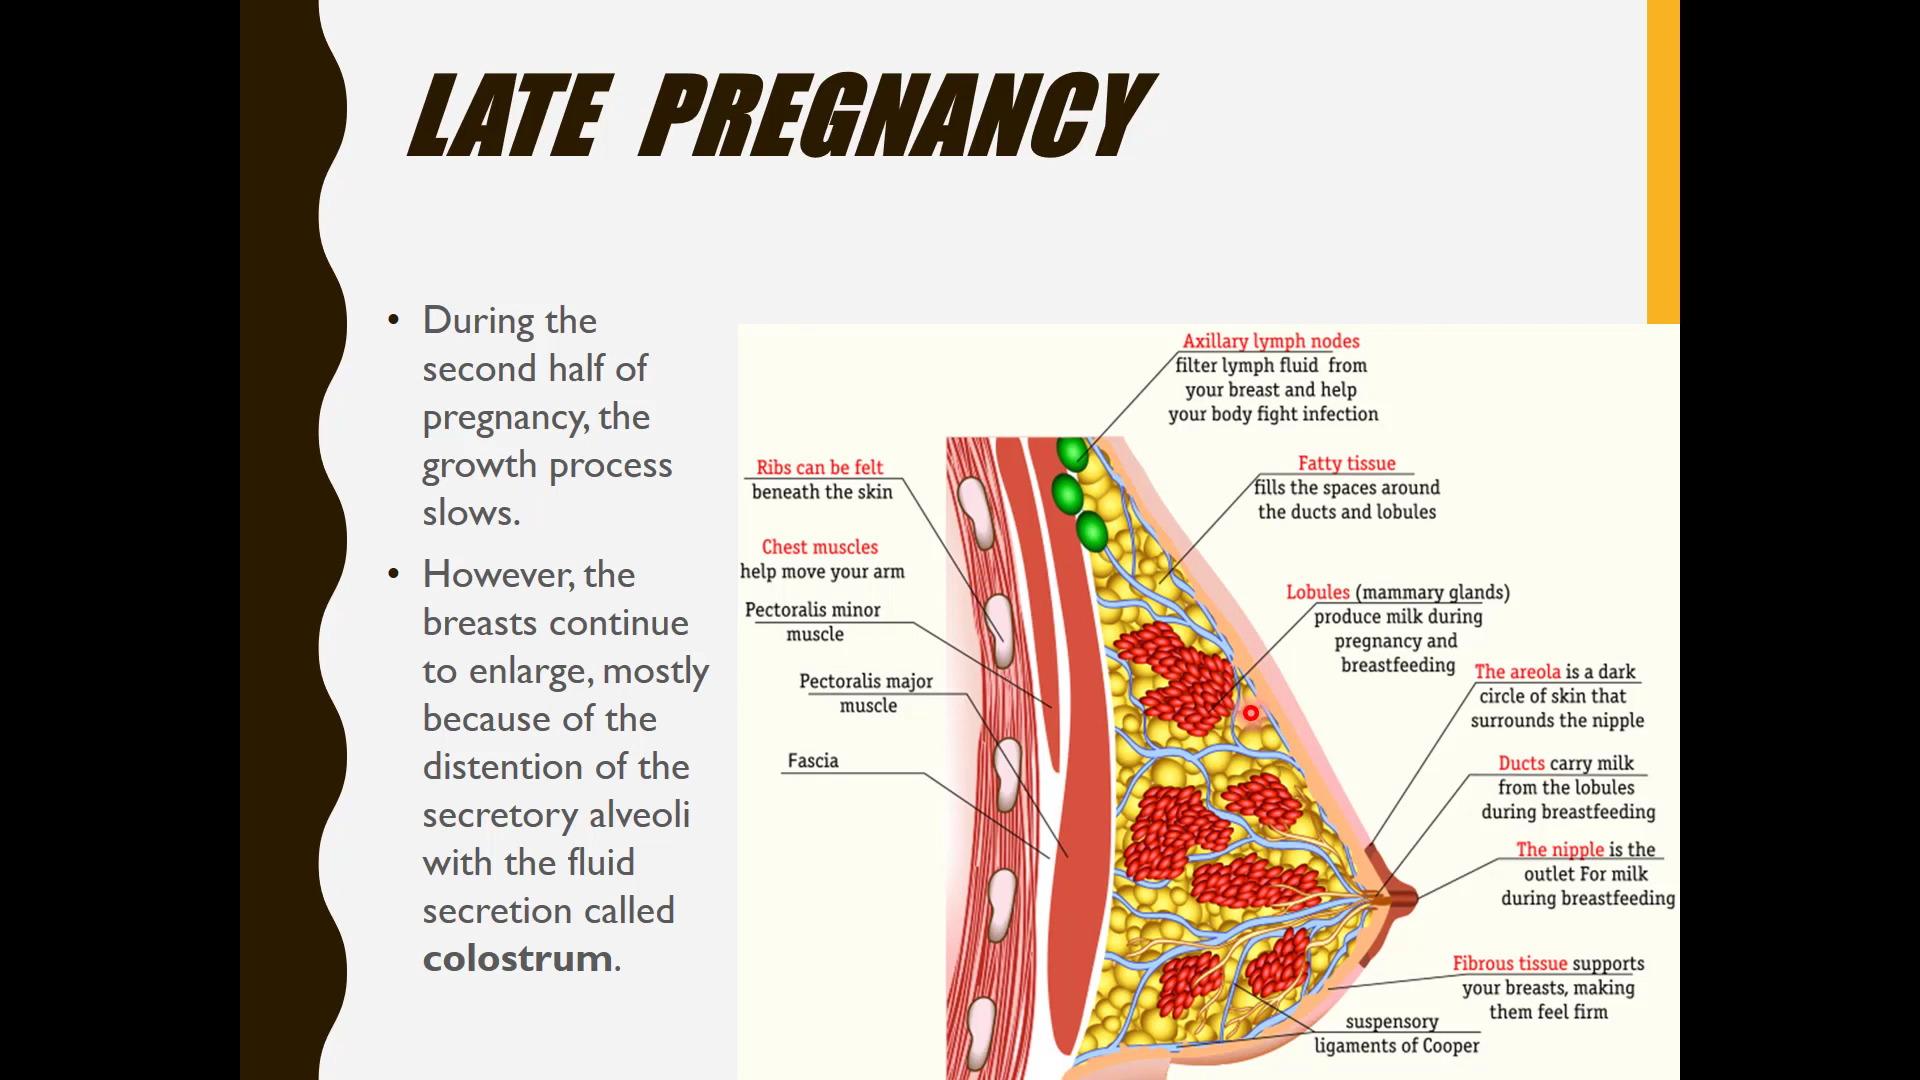 LATE PREGNANCY
• During the
second half of
pregnancy, the
growth process
slows.
• However, the
breasts continue
to enlarge, mostly
because of the
distention of the
secretory alveoli
with the fluid
secretion called
colostrum.
Axillary lymph nodes
filter lymph fluid from
your breast and help
your body fight infection
Ribs can be felt
beneath the skin
Fatty tissue
fills the spaces around
the ducts and lobules
Chest muscles
help move your arm
Pectoralis minor
muscle
Lobules (mammary glands)
produce milk during
pregnancy and
breastfeeding
Pectoralis major
muscle
The areola is a dark
circle of skin that
surrounds the nipple
Fascia
Ducts carry milk
from the lobules
during breastfeeding
The nipple is the
outlet For milk
during breastfeeding
Fibrous tissue supports
your breasts, making
them feel firm
suspensory
ligaments of Cooper